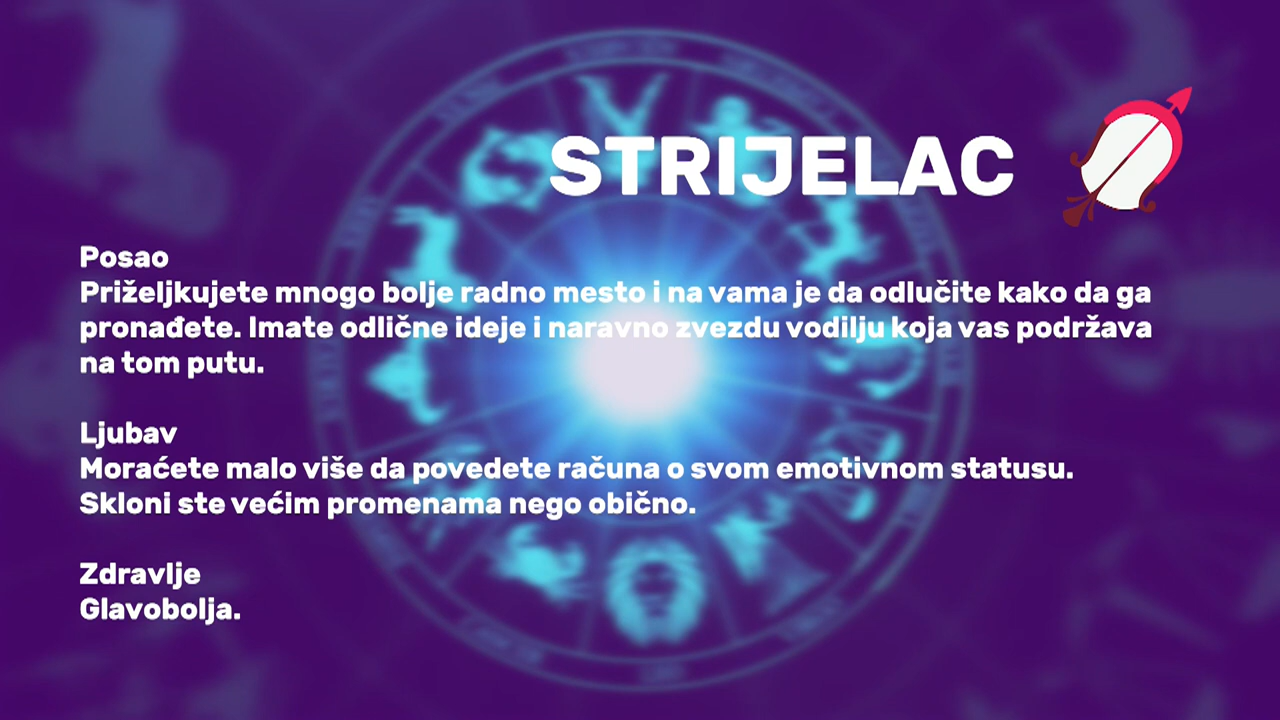 STRIJELAC
Posao
Priželjkujete mnogo bolje radno mesto i na vama je da odlučite kako da ga
pronađete. Imate odlične ideje i naravno zvezdu vodilju koja vas podržava
na tom putu.
Ljubav
Moraćete malo više da povedete računa o svom emotivnom statusu.
Skloni ste većim promenama nego obično.
Zdravlje
Glavobolja.